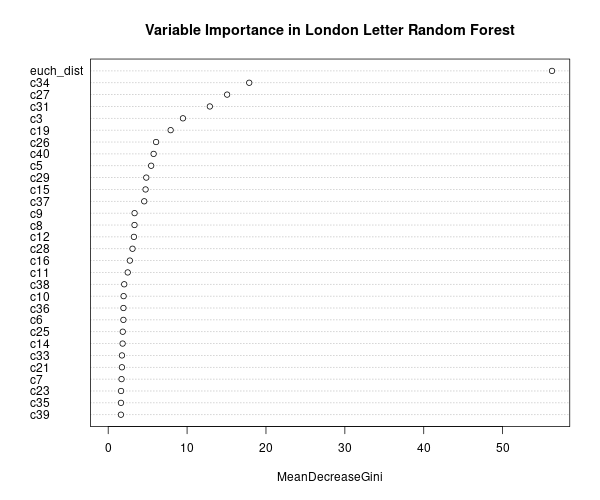 Variable Importance in London Letter Random Forest
euch_dist
c34
c27
c31
c3
c19
c26
c40
c5
c29
c15
c37
c9
c8
c12
c28
c16
c11
c38
c10
c36
c6
c25
c14
c33
c21
c7
c23
c35
c39
0 10 20 30 40 50
MeanDecreaseGini